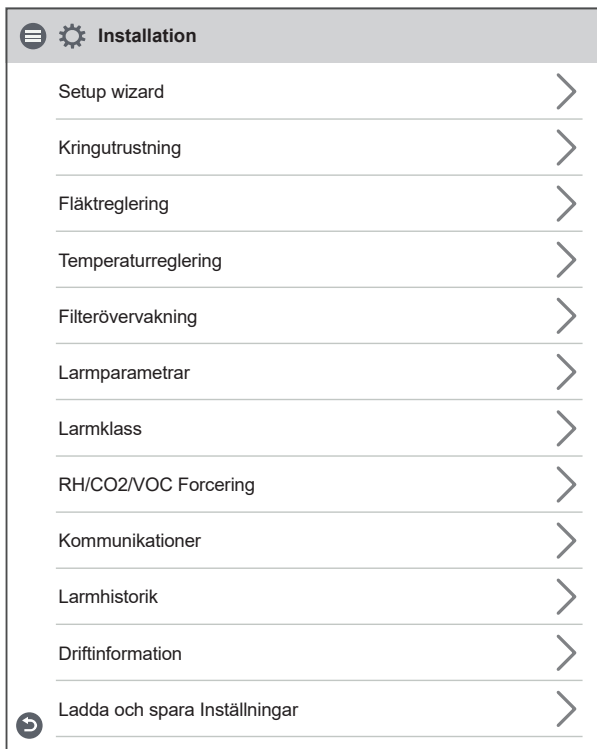 Installation
Setup wizard
Kringutrustning
Fläktreglering
Temperaturreglering
Filterövervakning
Larmparametrar
Larmklass
RH/CO2/VOC Forcering
Kommunikationer
Larmhistorik
Driftinformation
Ladda och spara Inställningar